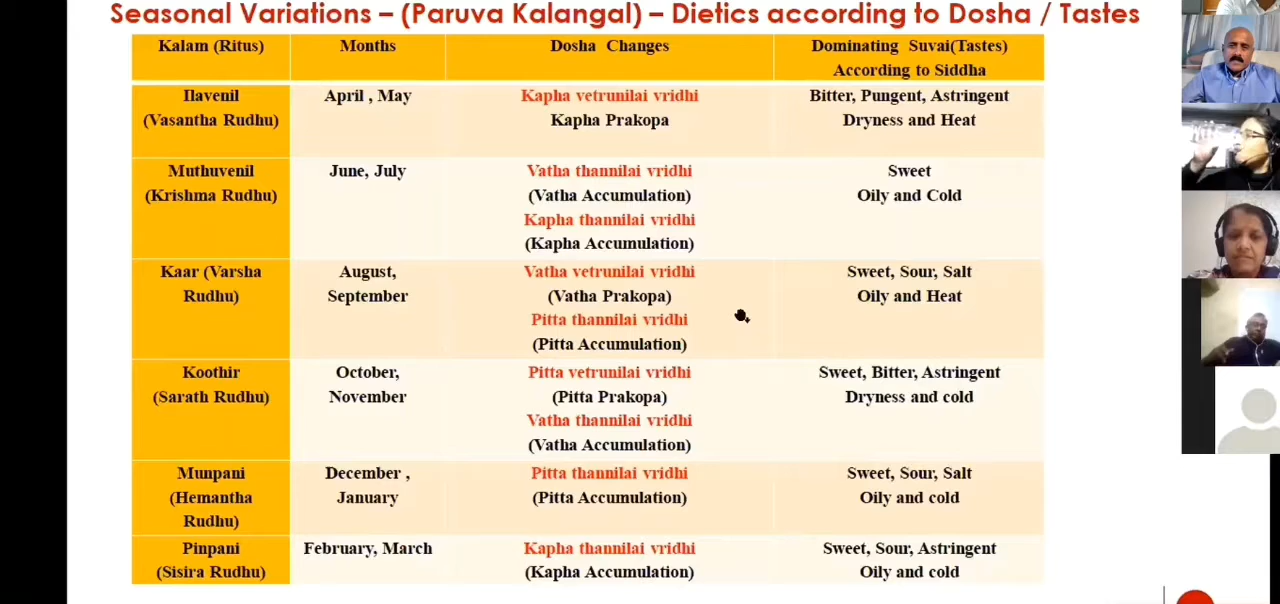 Seasonal Variations – (Paruva Kalangal) – Dietics according to Dosha / Tastes
Kalam (Ritus)
Months
Dosha Changes
Dominating Suvai(Tastes)
According to Siddha
Ilavenil
(Vasantha Rudhu)
April , May
Kapha vetrunilai vridhi
Kapha Prakopa
Bitter, Pungent, Astringent
Dryness and Heat
Muthuvenil
(Krishma Rudhu)
June, July
Vatha thannilai vridhi
(Vatha Accumulation)
Kapha thannilai vridhi
(Kapha Accumulation)
Sweet
Oily and Cold
Kaar (Varsha
Rudhu)
August,
September
Vatha vetrunilai vridhi
(Vatha Prakopa)
Pitta thannilai vridhi
(Pitta Accumulation)
Sweet, Sour, Salt
Oily and Heat
Koothir
(Sarath Rudhu)
October,
November
Pitta vetrunilai vridhi
(Pitta Prakopa)
Vatha thannilai vridhi
(Vatha Accumulation)
Sweet, Bitter, Astringent
Dryness and cold
Munpani
(Hemantha
Rudhu)
December ,
January
Pitta thannilai vridhi
(Pitta Accumulation)
Sweet, Sour, Salt
Oily and cold
Pinpani
(Sisira Rudhu)
February, March
Kapha thannilai vridhi
(Kapha Accumulation)
Sweet, Sour, Astringent
Oily and cold